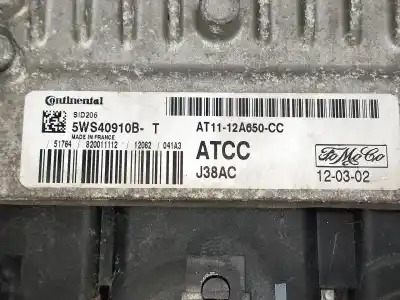 Continental
SID206
5WS40910B- T
MADE IN FRANCE
51764 / 820011112 / 12062 / 041A3
AT11-12A650-CC
ATCC
J38AC
FoMoCo
12-03-02